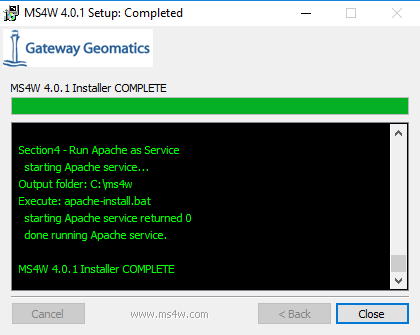 MS4W 4.0.1 Setup: Completed
Gateway Geomatics
MS4W 4.0.1 Installer COMPLETE
Section4 - Run Apache as Service
starting Apache service...
Output folder: C:\ms4w
Execute: apache-install.bat
starting Apache service returned 0
done running Apache service.
MS4W 4.0.1 Installer COMPLETE
Cancel
www.ms4w.com
< Back
Close